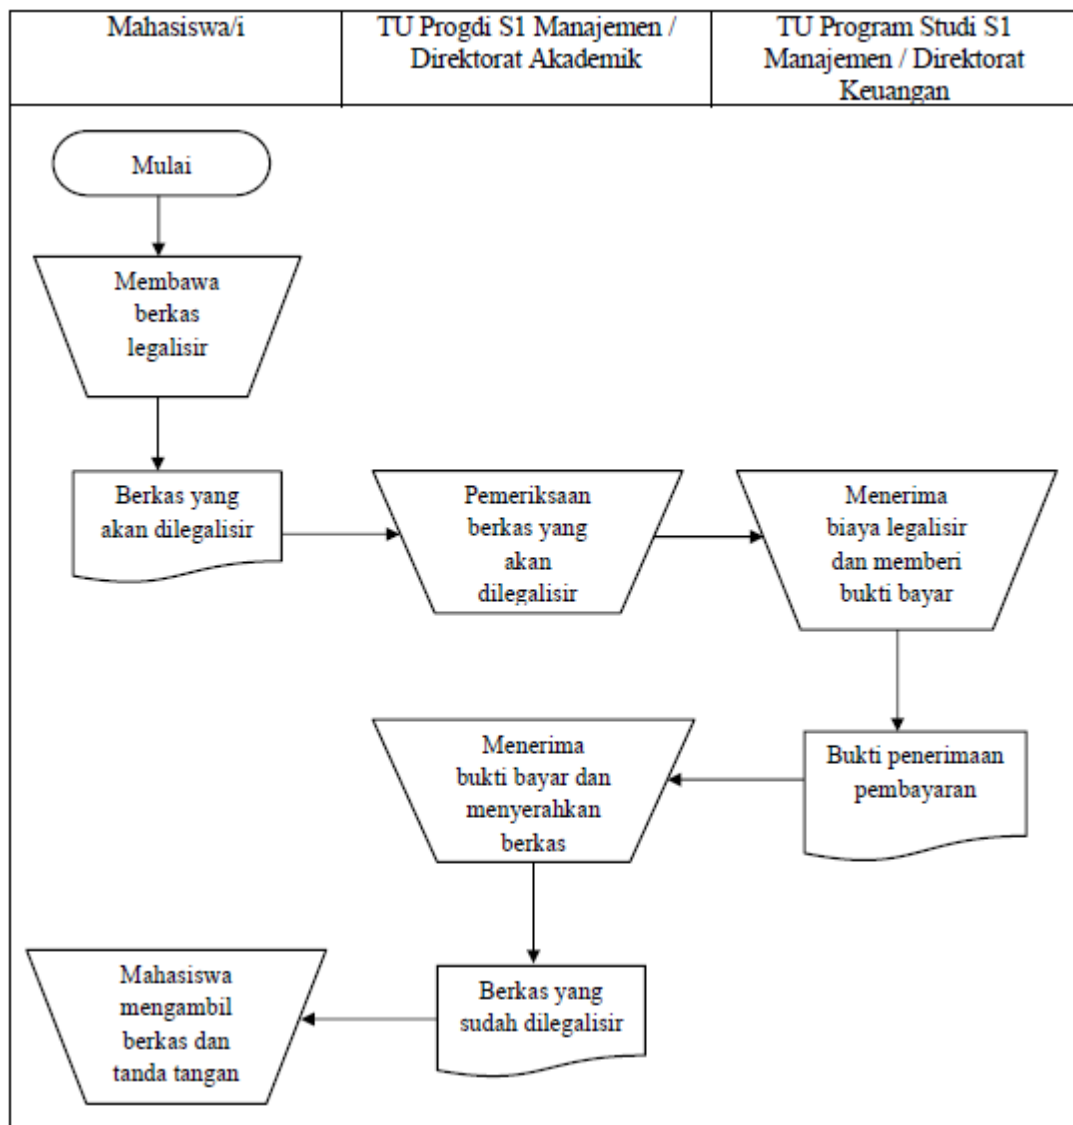 Mahasiswa/i
TU Progdi S1 Manajemen /
Direktorat Akademik
TU Program Studi S1
Manajemen / Direktorat
Keuangan
Mulai
Membawa
berkas
legalisir
Berkas yang
akan dilegalisir
Pemeriksaan
berkas yang
akan
dilegalisir
Menerima
biaya legalisir
dan memberi
bukti bayar
Bukti penerimaan
pembayaran
Menerima
bukti bayar dan
menyerahkan
berkas
Berkas yang
sudah dilegalisir
Mahasiswa
mengambil
berkas dan
tanda tangan